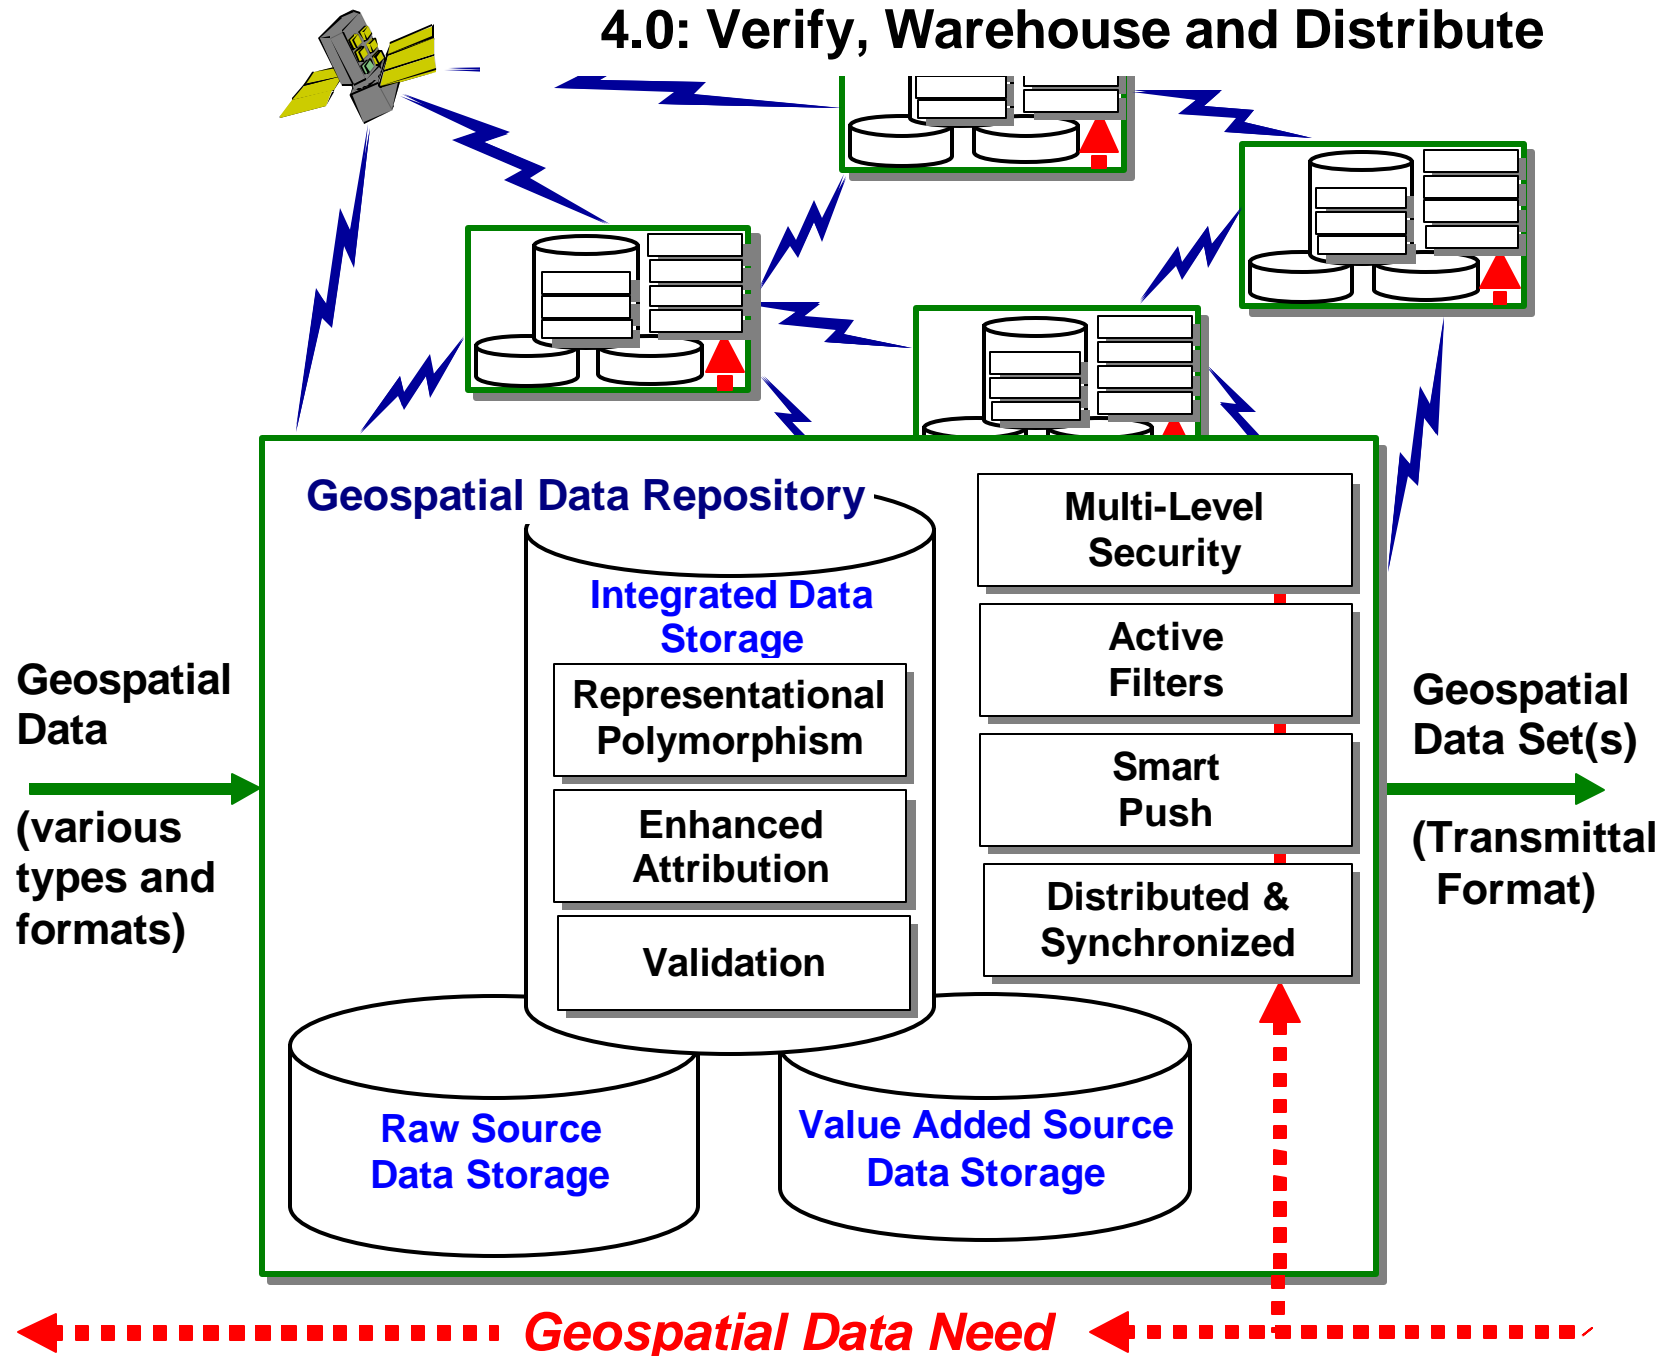 4.0: Verify, Warehouse and Distribute
Geospatial Data Repository
Integrated Data
Storage
Representational
Polymorphism
Enhanced
Attribution
Validation
Multi-Level
Security
Active
Filters
Smart
Push
Distributed &
Synchronized
Raw Source
Data Storage
Value Added Source
Data Storage
Geospatial
Data
(various
types and
formats)
Geospatial
Data Set(s)
(Transmittal
Format)
Geospatial Data Need